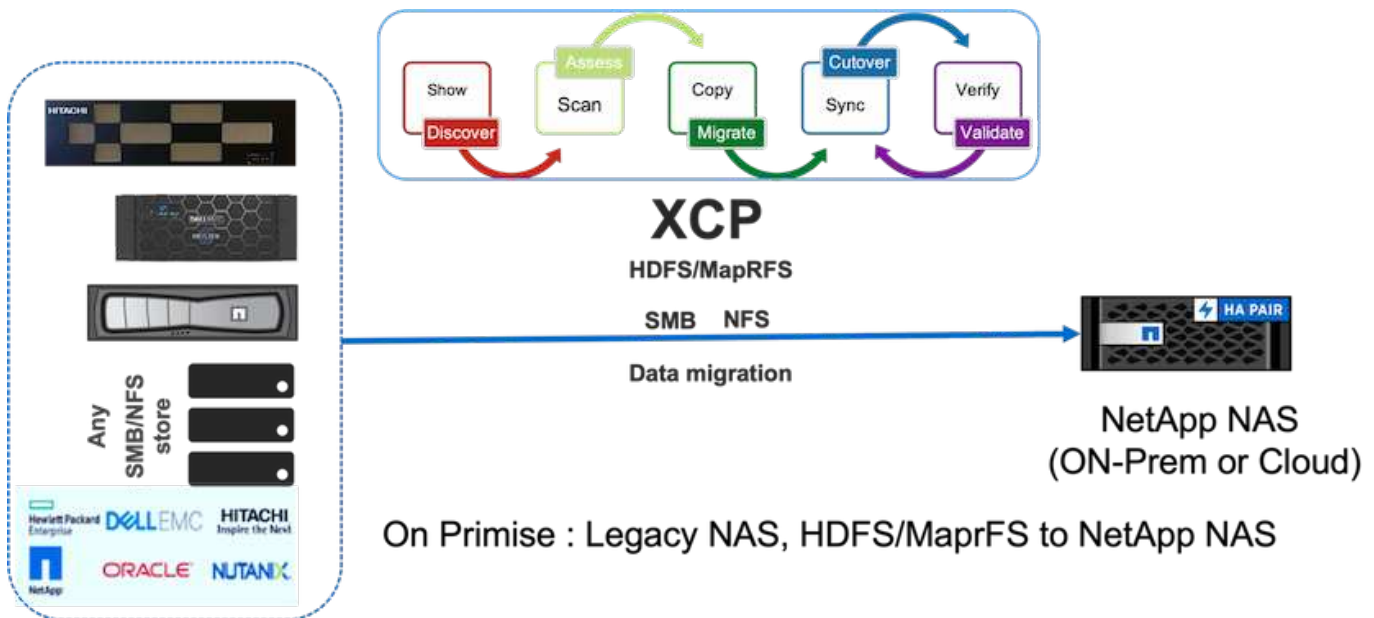 Show
Discover
Assess
Scan
Copy
Migrate
Cutover
Sync
Verify
Validate
XCP
HDFS/MapRFS
SMB NFS
Data migration
HITACHI
Any
SMB/NFS
store
Hewlett Packard
Enterprise
DELLEMC
HITACHI
Inspire the Next
NetApp
ORACLE
NUTANIX
HA PAIR
NetApp NAS
(ON-Prem or Cloud)
On Primise : Legacy NAS, HDFS/MaprFS to NetApp NAS